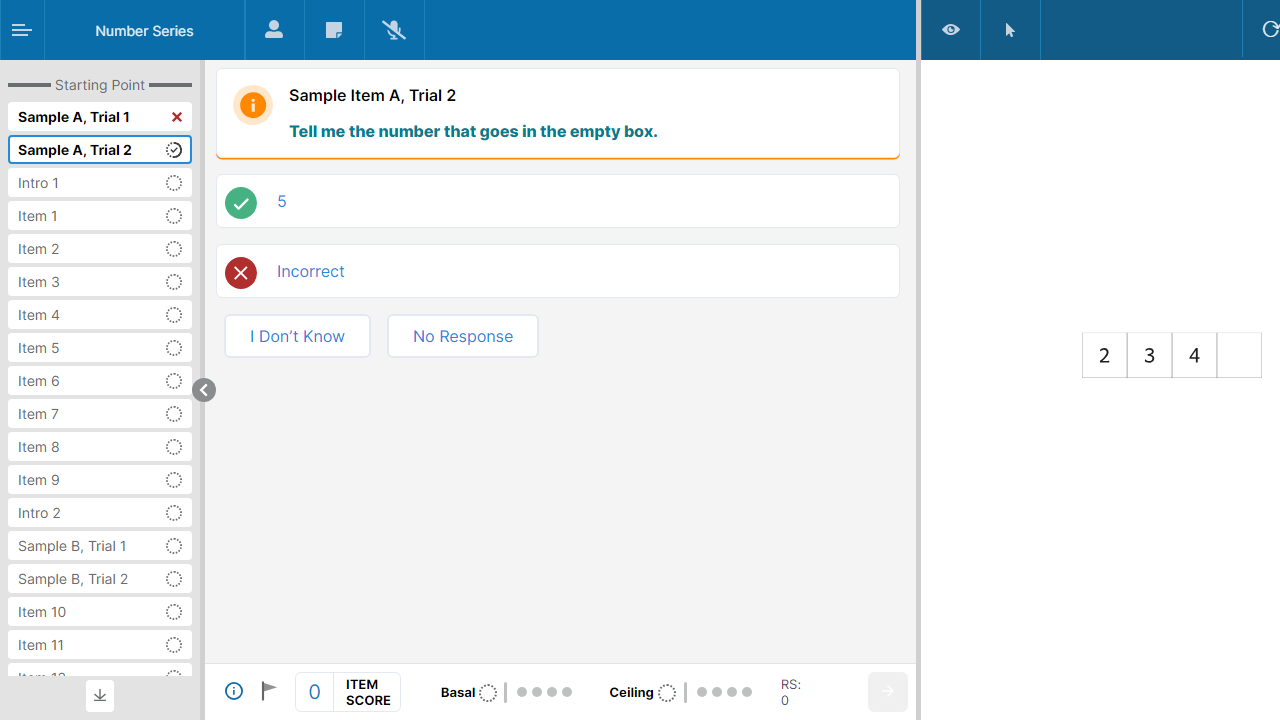 Number Series
Starting Point
Sample A, Trial 1
Sample A, Trial 2
Intro 1
Item 1
Item 2
Item 3
Item 4
Item 5
Item 6
Item 7
Item 8
Item 9
Intro 2
Sample B, Trial 1
Sample B, Trial 2
Item 10
Item 11
Sample Item A, Trial 2
Tell me the number that goes in the empty box.
5
Incorrect
I Don't Know
No Response
0
ITEM
SCORE
Basal
Ceiling
RS:
0
2 3 4